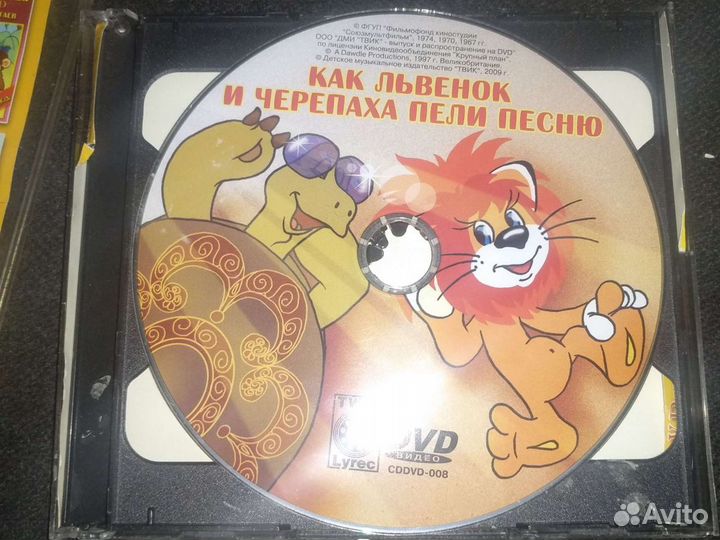 © ФГУП "Фильмофонд киностудии
"Союзмультфильм", 1974, 1970, 1967 гг.
ООО "ДМИ "ТВИК" - выпуск и распространение на DVD"
по лицензии Киновидеообъединения "Крупный план".
© A Dawdle Productions, 1997 г. Великобритания.
© Детское музыкальное издательство "ТВИК", 2009 г.
КАК ЛЬВЕНОК
И ЧЕРЕПАХА ПЕЛИ ПЕСНЮ
Lyrec
DVD
ВИДЕО
CDDVD-008
Avito